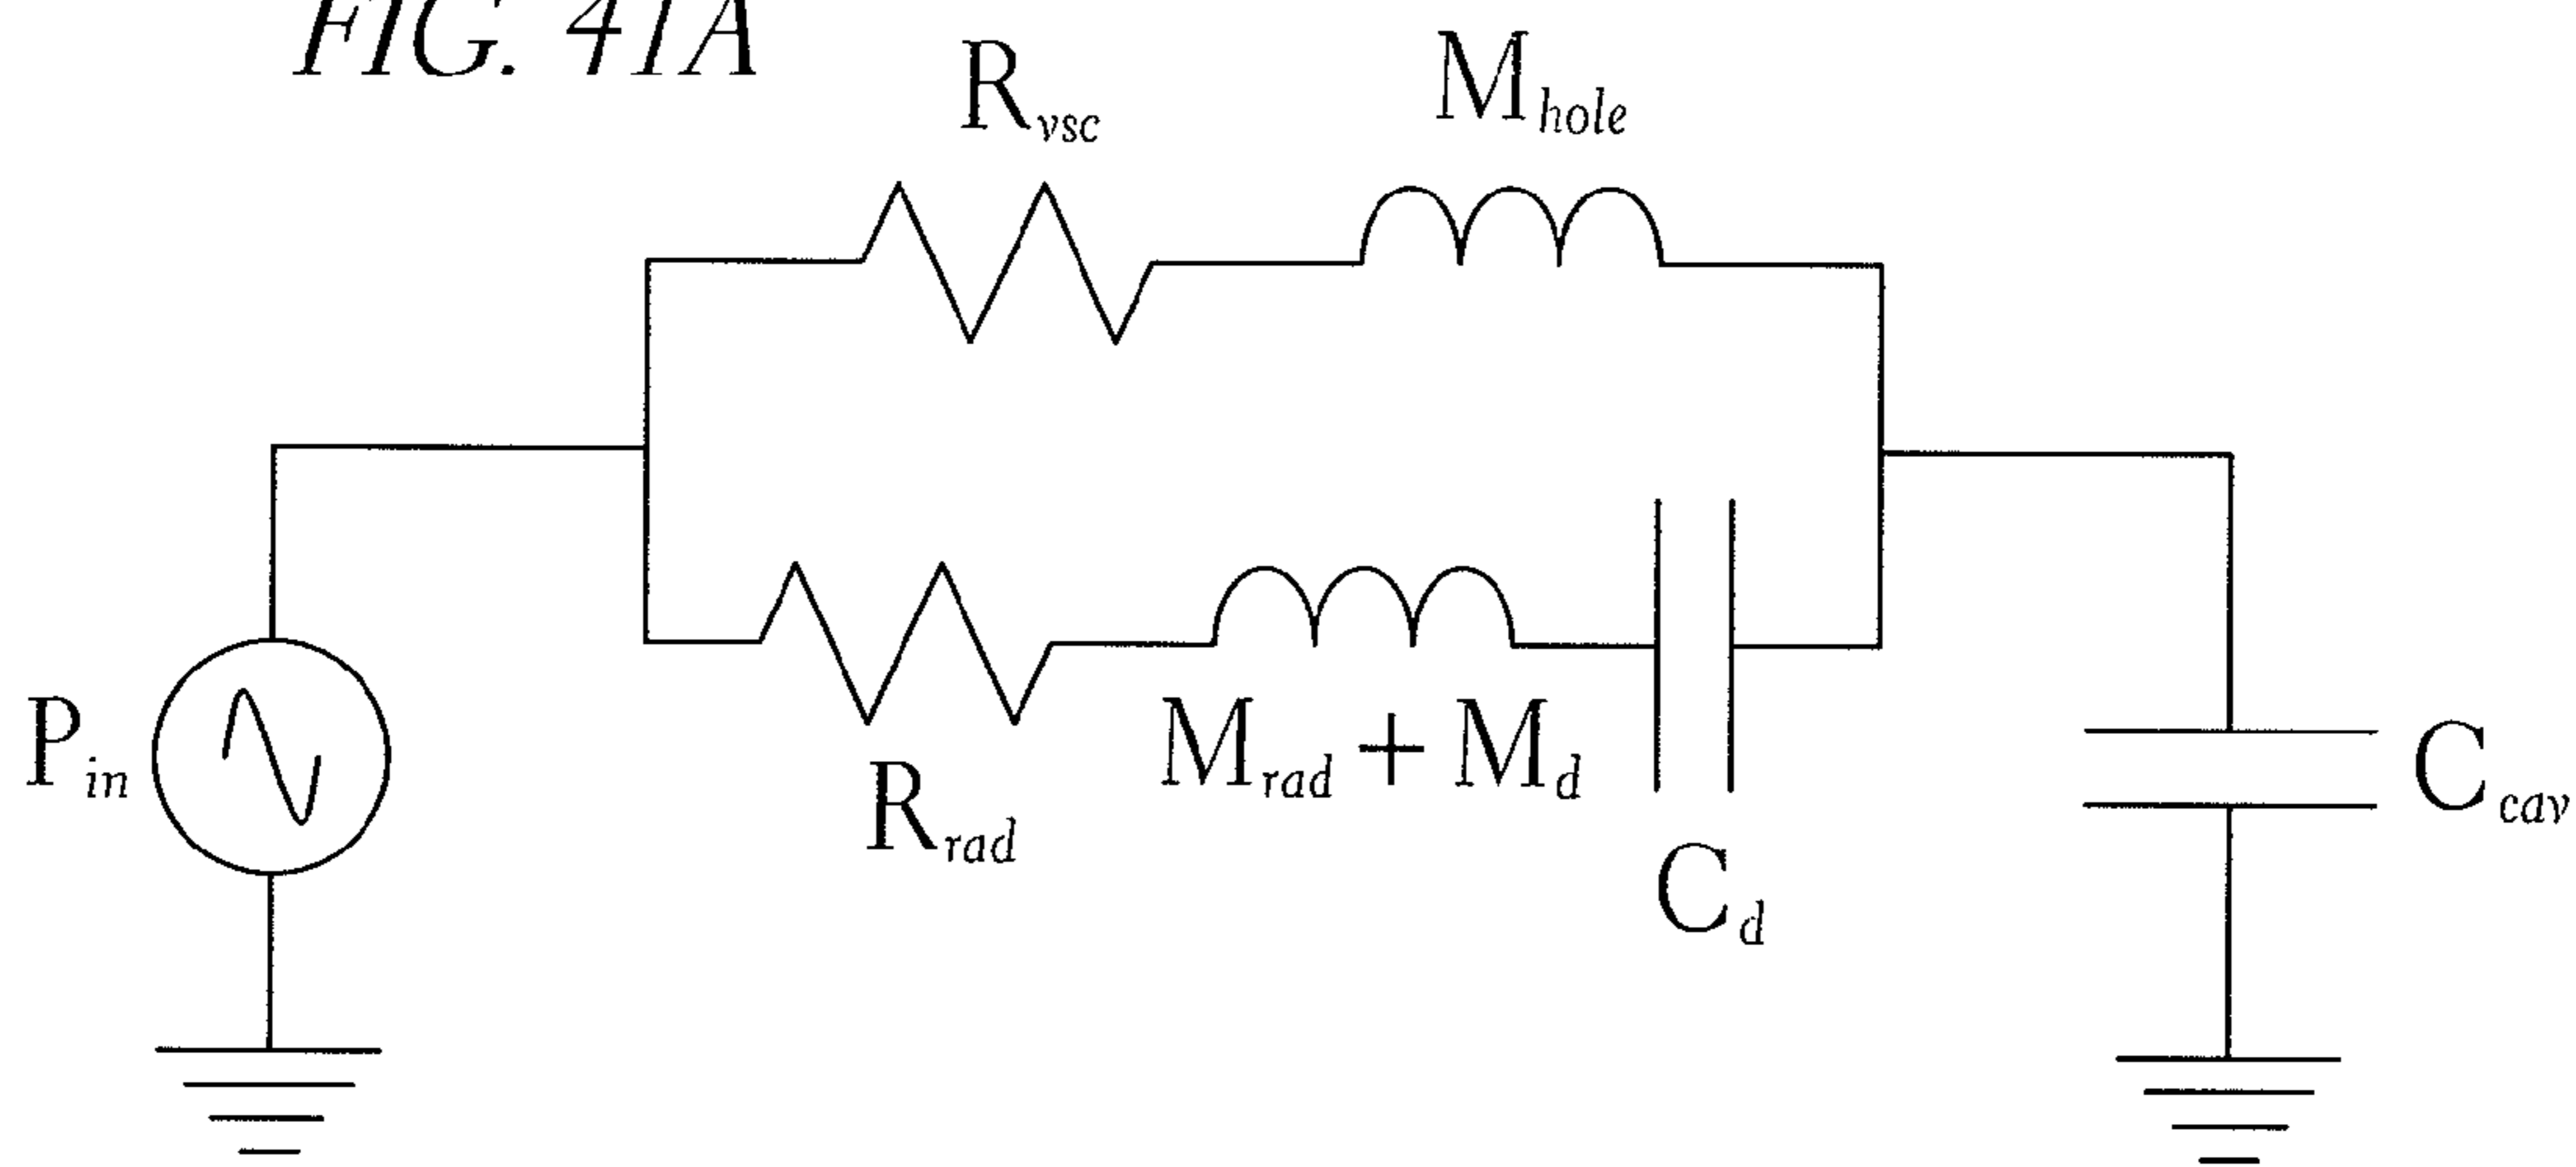 FIG. 41A
R_vsc
M_hole
P_in
R_rad
M_rad + M_d
C_d
C_cav